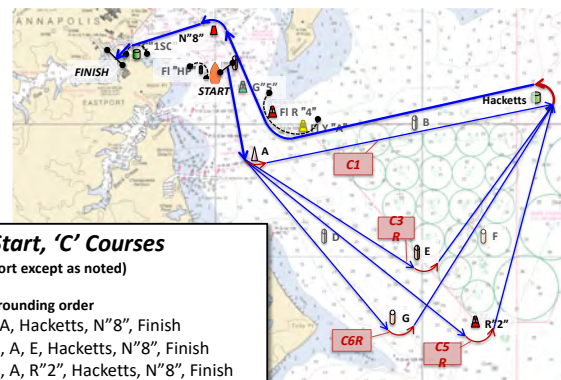 ANNAPOLIS
N"8"
"1SC
FINISH
Fl "HP"
START
G"5"
Fl R "4"
Fl Y "A"
Hacketts
EASTPORT
B
A
C1
C3
R
D
E
F
G
R"2"
C6R
C5
R
Start, 'C' Courses
ort except as noted)
rounding order
A, Hacketts, N"8", Finish
, A, E, Hacketts, N"8", Finish
, A, R"2", Hacketts, N"8", Finish